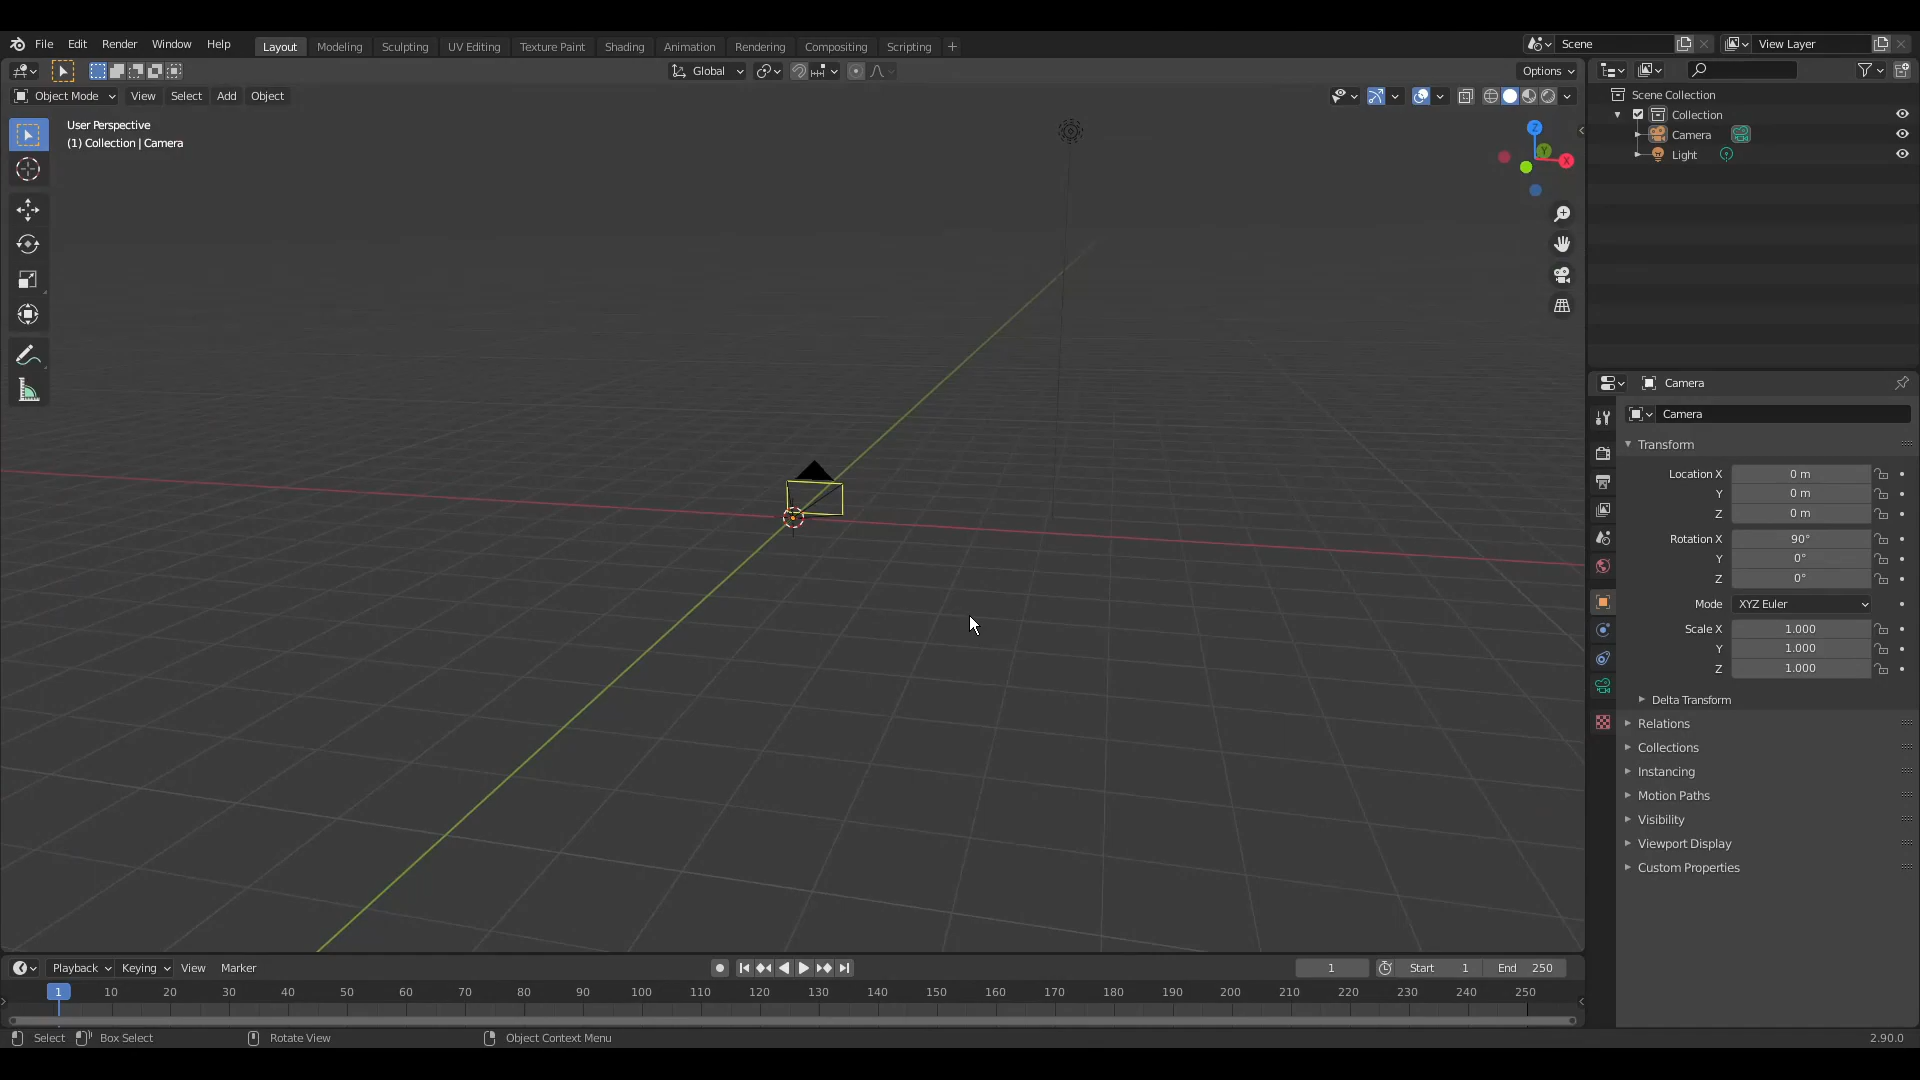 File Edit Render Window Help Layout Modeling Sculpting UV Editing Texture Paint Shading Animation Rendering Compositing Scripting + Scene View Layer
Global Options
Object Mode View Select Add Object
User Perspective
(1) Collection | Camera
Z
Y
X
Scene Collection
Collection
Camera
Light
Camera
Camera
Transform
Location X 0 m
Y 0 m
Z 0 m
Rotation X 90°
Y 0°
Z 0°
Mode XYZ Euler
Scale X 1.000
Y 1.000
Z 1.000
Delta Transform
Relations
Collections
Instancing
Motion Paths
Visibility
Viewport Display
Custom Properties
Playback Keying View Marker 1 Start 1 End 250
1 10 20 30 40 50 60 70 80 90 100 110 120 130 140 150 160 170 180 190 200 210 220 230 240 250
Select Box Select Rotate View Object Context Menu 2.90.0